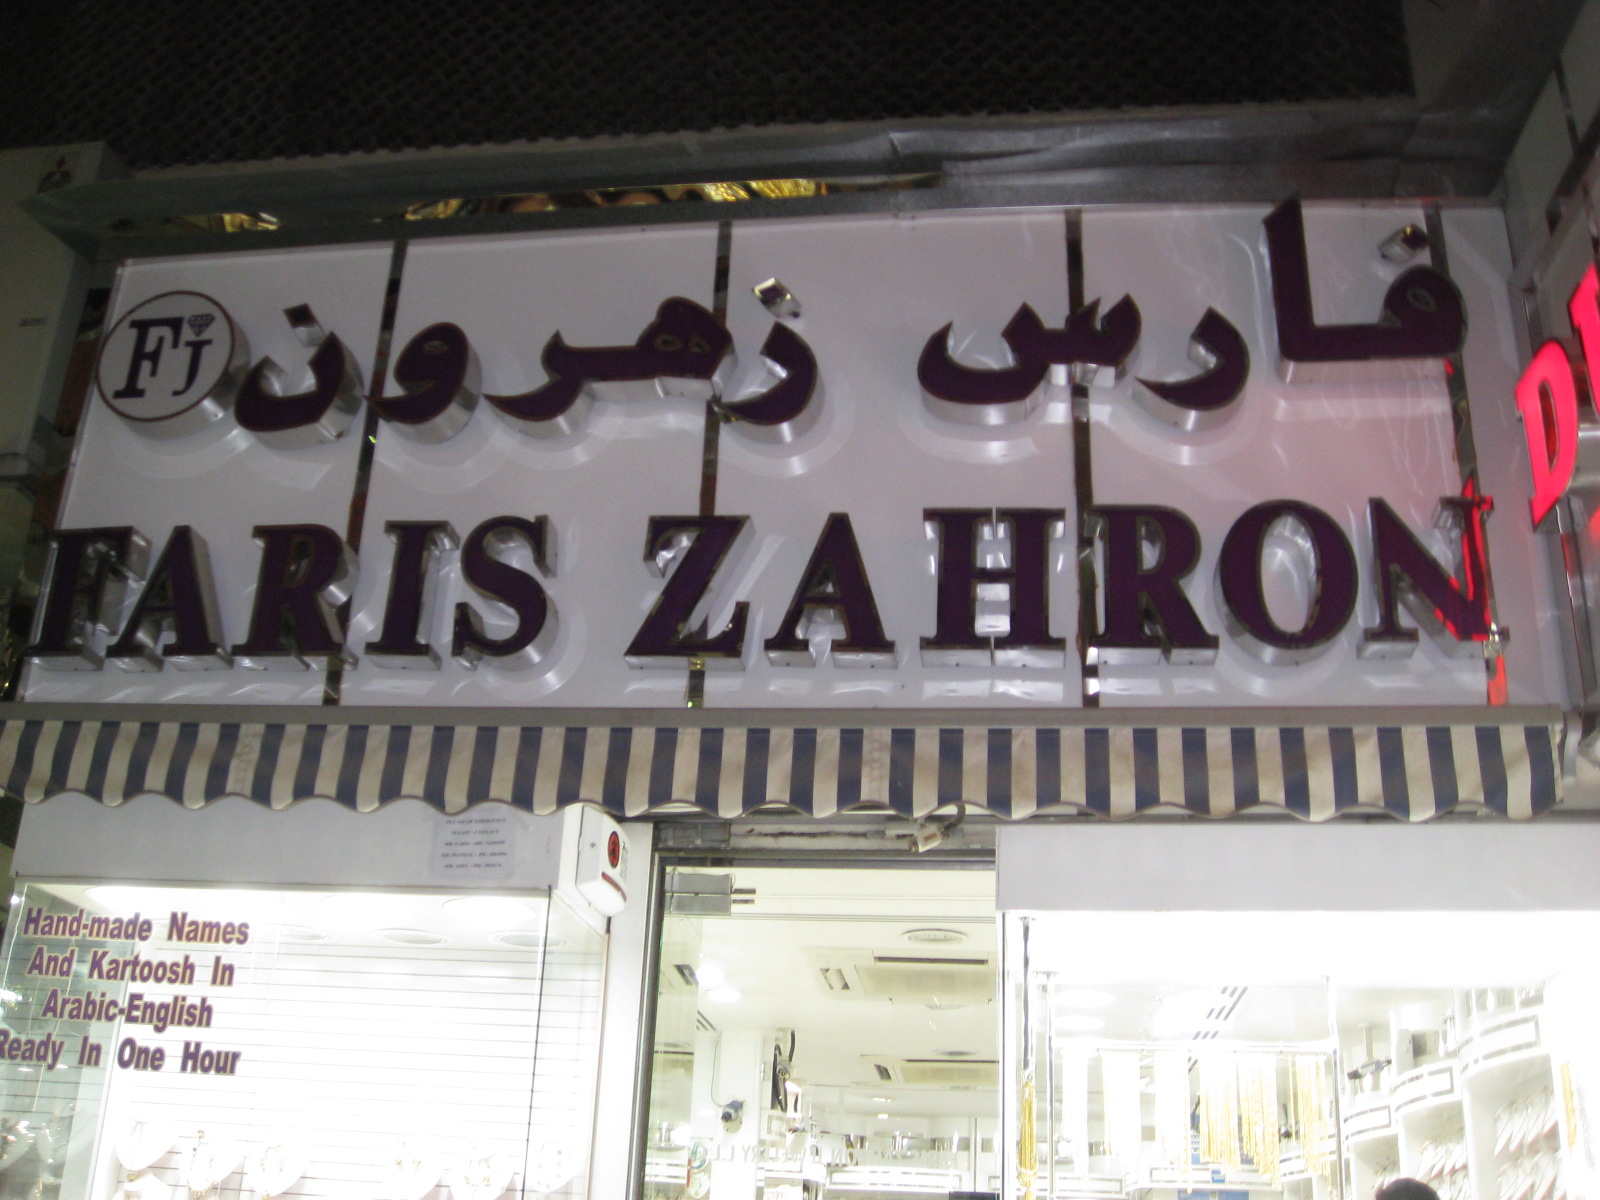 فارس زهرون
FJ
FARIS ZAHRON
Hand-made Names
And Kartoosh In
Arabic-English
Ready In One Hour